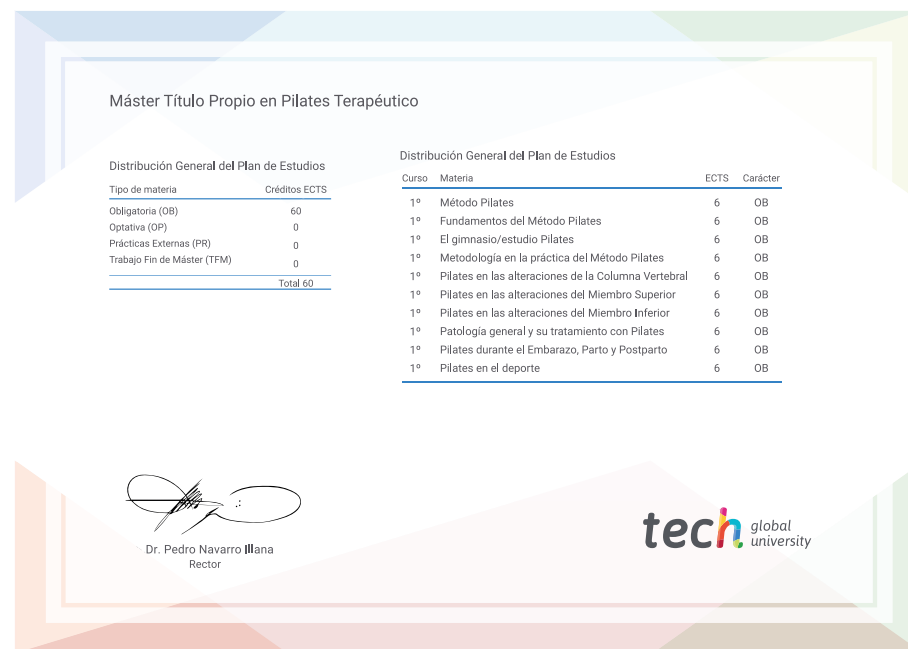 Máster Título Propio en Pilates Terapéutico
Distribución General del Plan de Estudios
Tipo de materia Créditos ECTS
Obligatoria (OB) 60
Optativa (OP) 0
Prácticas Externas (PR) 0
Trabajo Fin de Máster (TFM) 0
Total 60
Distribución General del Plan de Estudios
Curso Materia ECTS Carácter
1º Método Pilates 6 OB
1º Fundamentos del Método Pilates 6 OB
1º El gimnasio/estudio Pilates 6 OB
1º Metodología en la práctica del Método Pilates 6 OB
1º Pilates en las alteraciones de la Columna Vertebral 6 OB
1º Pilates en las alteraciones del Miembro Superior 6 OB
1º Pilates en las alteraciones del Miembro Inferior 6 OB
1º Patología general y su tratamiento con Pilates 6 OB
1º Pilates durante el Embarazo, Parto y Postparto 6 OB
1º Pilates en el deporte 6 OB
Dr. Pedro Navarro Illana
Rector
tech global
university